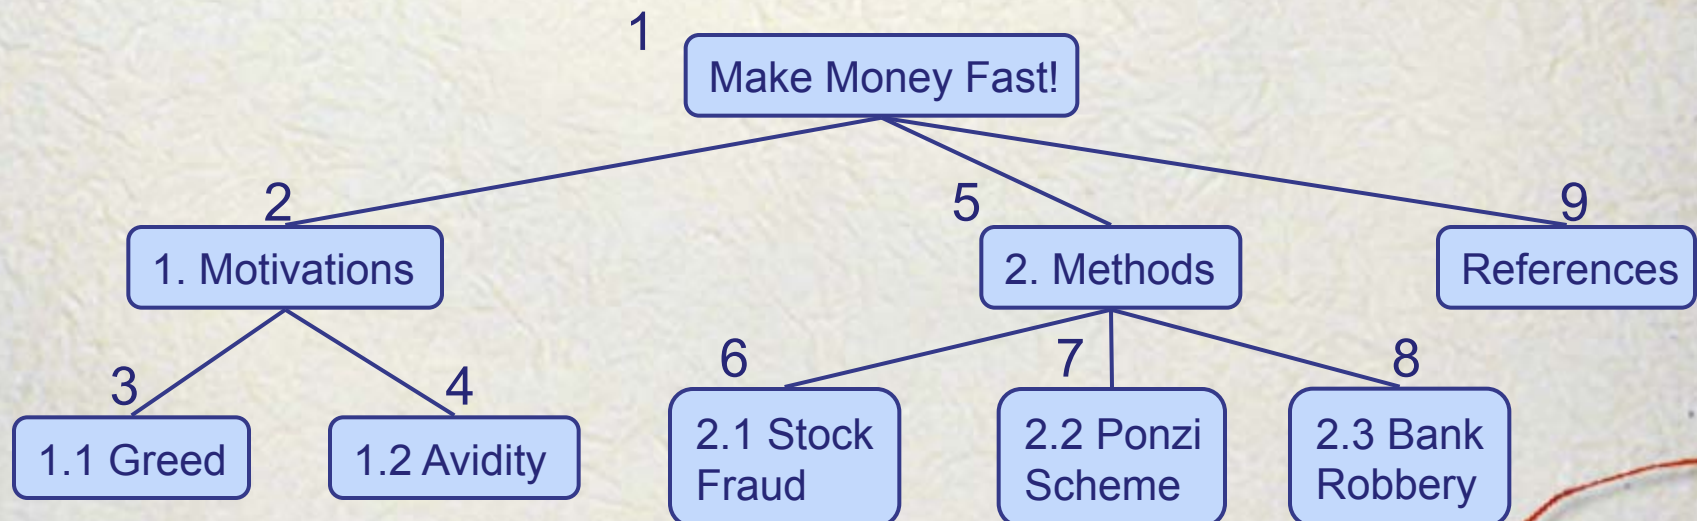 1
Make Money Fast!
2
5
9
1. Motivations
2. Methods
References
3
4
6
7
8
1.1 Greed
1.2 Avidity
2.1 Stock
Fraud
2.2 Ponzi
Scheme
2.3 Bank
Robbery